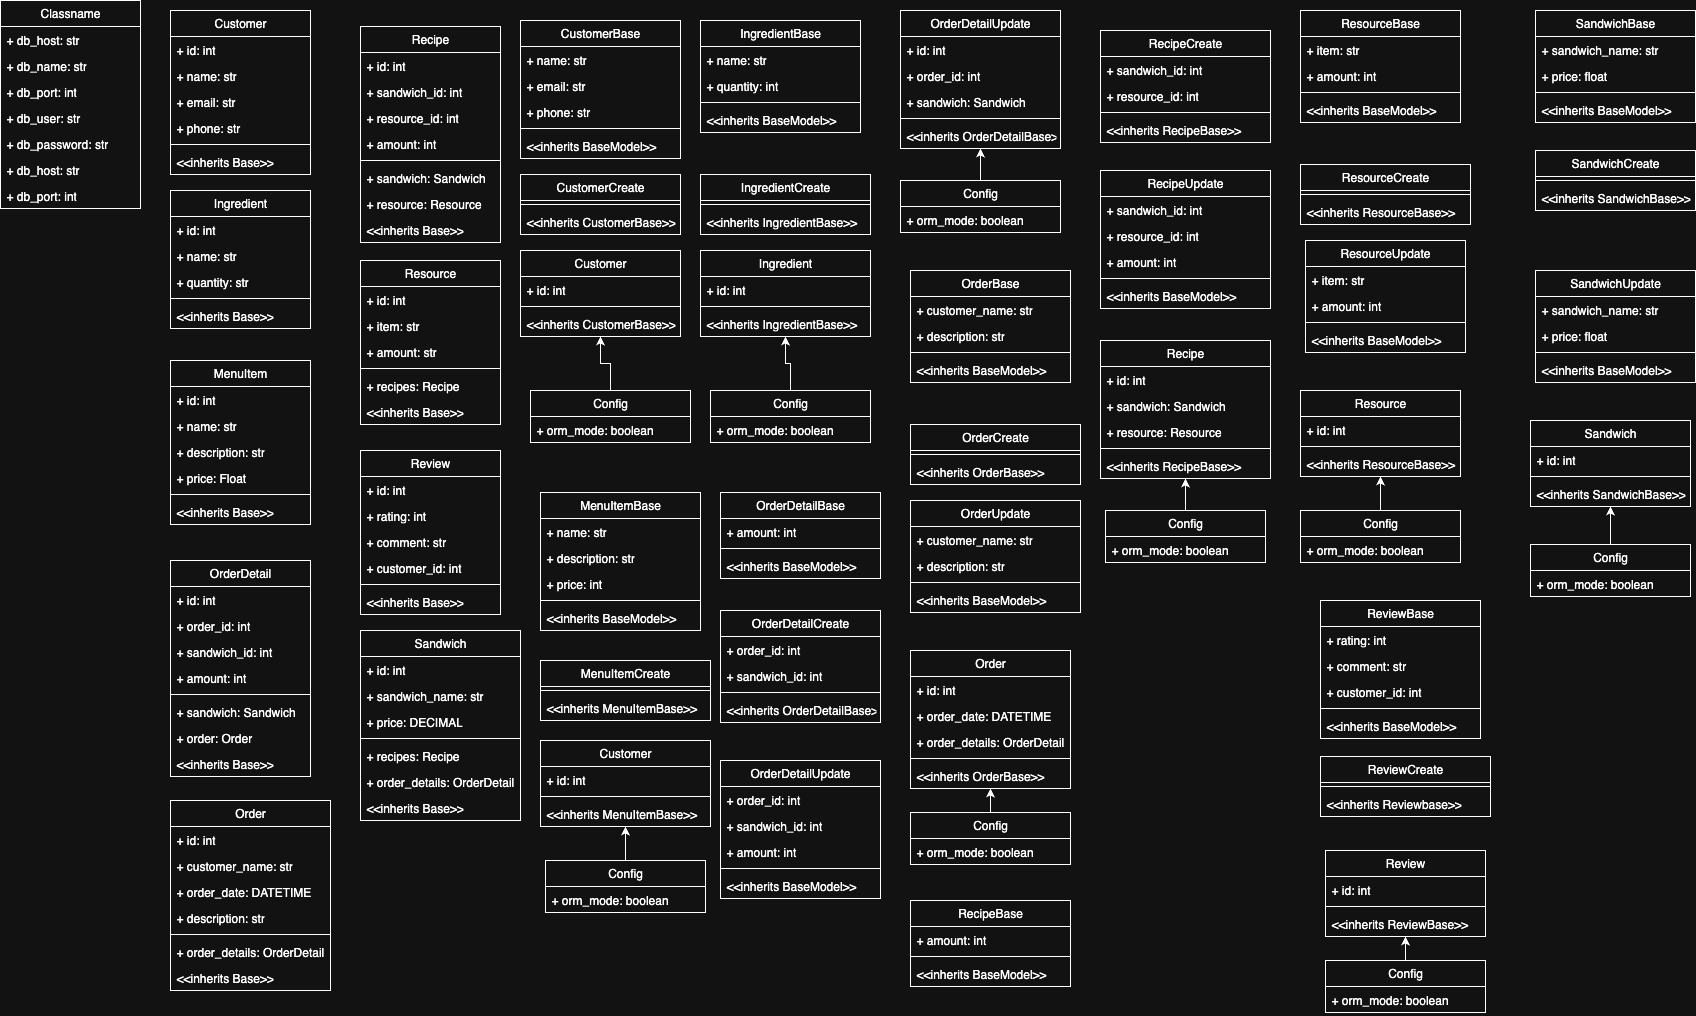 Classname
+ db_host: str
+ db_name: str
+ db_port: int
+ db_user: str
+ db_password: str
+ db_host: str
+ db_port: int
Customer
+ id: int
+ name: str
+ email: str
+ phone: str
<<inherits Base>>
Ingredient
+ id: int
+ name: str
+ quantity: str
<<inherits Base>>
MenuItem
+ id: int
+ name: str
+ description: str
+ price: Float
<<inherits Base>>
OrderDetail
+ id: int
+ order_id: int
+ sandwich_id: int
+ amount: int
+ sandwich: Sandwich
+ order: Order
<<inherits Base>>
Order
+ id: int
+ customer_name: str
+ order_date: DATETIME
+ description: str
+ order_details: OrderDetail
<<inherits Base>>
Recipe
+ id: int
+ sandwich_id: int
+ resource_id: int
+ amount: int
+ sandwich: Sandwich
+ resource: Resource
<<inherits Base>>
Resource
+ id: int
+ item: str
+ amount: str
+ recipes: Recipe
<<inherits Base>>
Review
+ id: int
+ rating: int
+ comment: str
+ customer_id: int
<<inherits Base>>
Sandwich
+ id: int
+ sandwich_name: str
+ price: DECIMAL
+ recipes: Recipe
+ order_details: OrderDetail
<<inherits Base>>
CustomerBase
+ name: str
+ email: str
+ phone: str
<<inherits BaseModel>>
CustomerCreate
<<inherits CustomerBase>>
Customer
+ id: int
<<inherits CustomerBase>>
Config
+ orm_mode: boolean
IngredientBase
+ name: str
+ quantity: int
<<inherits BaseModel>>
IngredientCreate
<<inherits IngredientBase>>
Ingredient
+ id: int
<<inherits IngredientBase>>
Config
+ orm_mode: boolean
MenuItemBase
+ name: str
+ description: str
+ price: int
<<inherits BaseModel>>
MenuItemCreate
<<inherits MenuItemBase>>
Customer
+ id: int
<<inherits MenuItemBase>>
Config
+ orm_mode: boolean
OrderDetailBase
+ amount: int
<<inherits BaseModel>>
OrderDetailCreate
+ order_id: int
+ sandwich_id: int
<<inherits OrderDetailBase>
OrderDetailUpdate
+ order_id: int
+ sandwich_id: int
+ amount: int
<<inherits BaseModel>>
OrderDetailUpdate
+ id: int
+ order_id: int
+ sandwich: Sandwich
<<inherits OrderDetailBase>
Config
+ orm_mode: boolean
OrderBase
+ customer_name: str
+ description: str
<<inherits BaseModel>>
OrderCreate
<<inherits OrderBase>>
OrderUpdate
+ customer_name: str
+ description: str
<<inherits BaseModel>>
Order
+ id: int
+ order_date: DATETIME
+ order_details: OrderDetail
<<inherits OrderBase>>
Config
+ orm_mode: boolean
RecipeBase
+ amount: int
<<inherits BaseModel>>
RecipeCreate
+ sandwich_id: int
+ resource_id: int
<<inherits RecipeBase>>
RecipeUpdate
+ sandwich_id: int
+ resource_id: int
+ amount: int
<<inherits BaseModel>>
Recipe
+ id: int
+ sandwich: Sandwich
+ resource: Resource
<<inherits RecipeBase>>
Config
+ orm_mode: boolean
ResourceBase
+ item: str
+ amount: int
<<inherits BaseModel>>
ResourceCreate
<<inherits ResourceBase>>
ResourceUpdate
+ item: str
+ amount: int
<<inherits BaseModel>>
Resource
+ id: int
<<inherits ResourceBase>>
Config
+ orm_mode: boolean
ReviewBase
+ rating: int
+ comment: str
+ customer_id: int
<<inherits BaseModel>>
ReviewCreate
<<inherits Reviewbase>>
Review
+ id: int
<<inherits ReviewBase>>
Config
+ orm_mode: boolean
SandwichBase
+ sandwich_name: str
+ price: float
<<inherits BaseModel>>
SandwichCreate
<<inherits SandwichBase>>
SandwichUpdate
+ sandwich_name: str
+ price: float
<<inherits BaseModel>>
Sandwich
+ id: int
<<inherits SandwichBase>>
Config
+ orm_mode: boolean